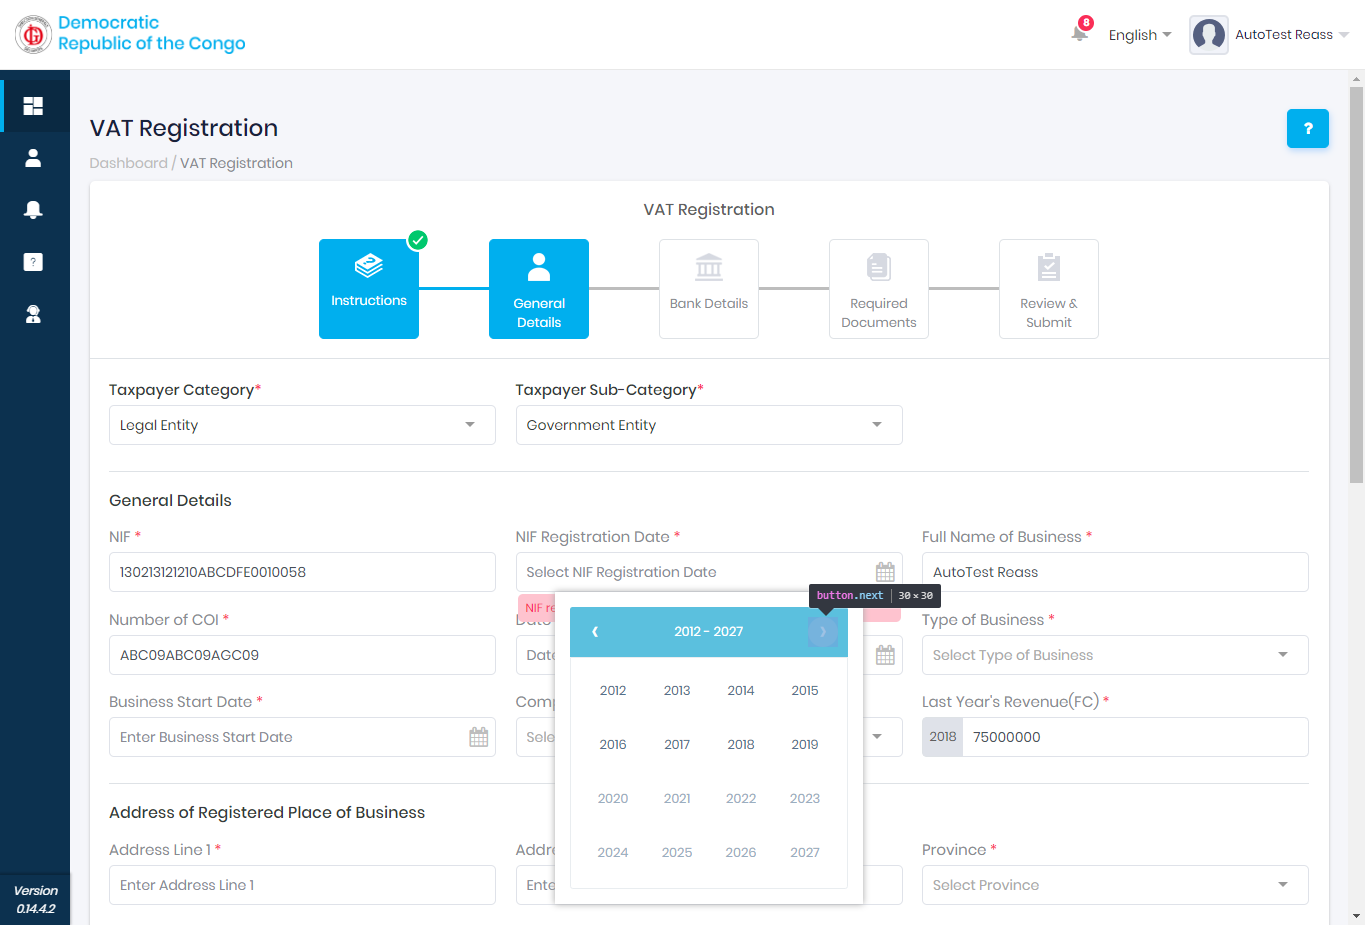 Democratic
Republic of the Congo
8
English
AutoTest Reass
VAT Registration
?
Dashboard / VAT Registration
VAT Registration
Instructions
General
Details
Bank Details
Required
Documents
Review &
Submit
Taxpayer Category*
Taxpayer Sub-Category*
Legal Entity
Government Entity
General Details
NIF *
NIF Registration Date *
Full Name of Business *
130213121210ABCDFE0010058
Select NIF Registration Date
AutoTest Reass
button.next | 30 × 30
NIF re
Number of COI *
Date
Type of Business *
‹ 2012 - 2027 ›
ABC09ABC09AGC09
Date
Select Type of Business
2012 2013 2014 2015
Business Start Date *
Comp
Last Year's Revenue(FC) *
Enter Business Start Date
Sele
2018 75000000
2016 2017 2018 2019
2020 2021 2022 2023
Address of Registered Place of Business
Address Line 1 *
Addre
Province *
2024 2025 2026 2027
Enter Address Line 1
Ente
Select Province
Version
0.14.4.2